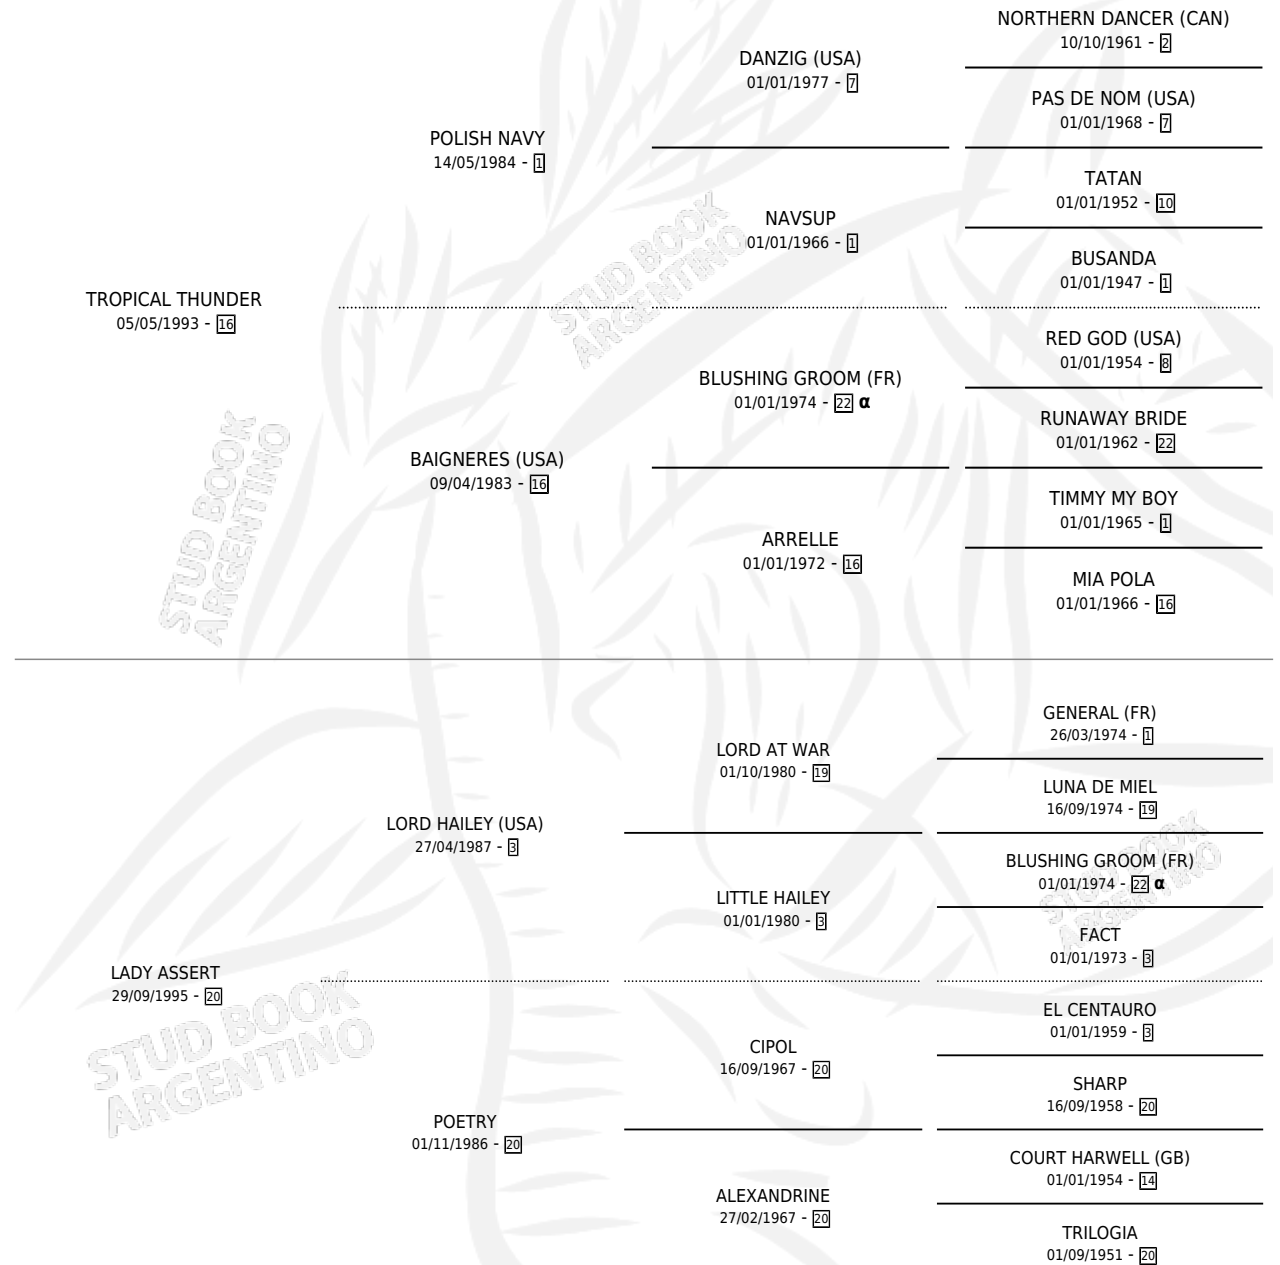 NORTHERN DANCER (CAN)
10/10/1961 - 2
DANZIG (USA)
01/01/1977 - 7
PAS DE NOM (USA)
01/01/1968 - 7
POLISH NAVY
14/05/1984 - 1
TATAN
01/01/1952 - 10
NAVSUP
01/01/1966 - 1
BUSANDA
01/01/1947 - 1
TROPICAL THUNDER
05/05/1993 - 16
RED GOD (USA)
01/01/1954 - 8
BLUSHING GROOM (FR)
01/01/1974 - 22 α
RUNAWAY BRIDE
01/01/1962 - 22
BAIGNERES (USA)
09/04/1983 - 16
TIMMY MY BOY
01/01/1965 - 1
ARRELLE
01/01/1972 - 16
MIA POLA
01/01/1966 - 16
GENERAL (FR)
26/03/1974 - 1
LORD AT WAR
01/10/1980 - 19
LUNA DE MIEL
16/09/1974 - 19
LORD HAILEY (USA)
27/04/1987 - 3
BLUSHING GROOM (FR)
01/01/1974 - 22 α
LITTLE HAILEY
01/01/1980 - 3
FACT
01/01/1973 - 3
LADY ASSERT
29/09/1995 - 20
EL CENTAURO
01/01/1959 - 3
CIPOL
16/09/1967 - 20
SHARP
16/09/1958 - 20
POETRY
01/11/1986 - 20
COURT HARWELL (GB)
01/01/1954 - 14
ALEXANDRINE
27/02/1967 - 20
TRILOGIA
01/09/1951 - 20
STUD BOOK
ARGENTINO
STUD BOOK
ARGENTINO
STUD BOOK
ARGENTINO
STUD BOOK
ARGENTINO